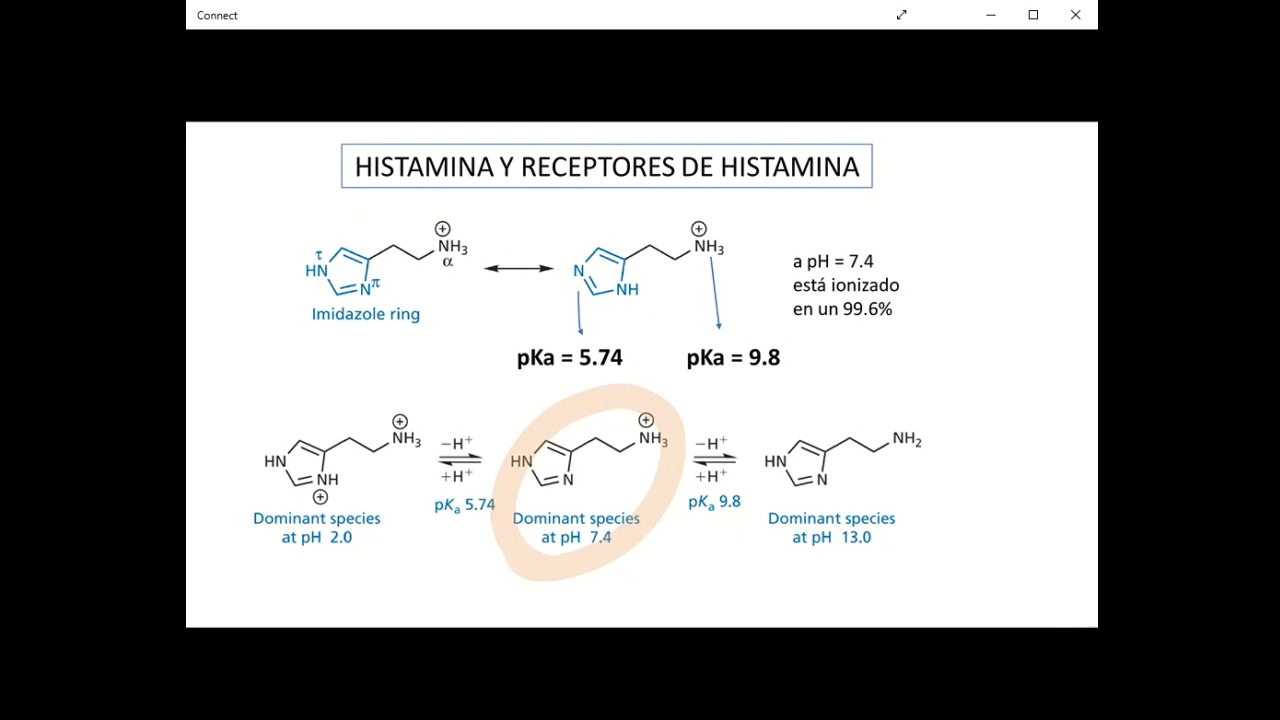 Connect
HISTAMINA Y RECEPTORES DE HISTAMINA
τ
HN
N
π
⊕
NH₃
α
Imidazole ring
N
NH
⊕
NH₃
a pH = 7.4
está ionizado
en un 99.6%
pKa = 5.74
pKa = 9.8
HN
NH
⊕
⊕
NH₃
Dominant species
at pH 2.0
−H⁺
+H⁺
pKₐ 5.74
HN
N
⊕
NH₃
Dominant species
at pH 7.4
−H⁺
+H⁺
pKₐ 9.8
HN
N
NH₂
Dominant species
at pH 13.0